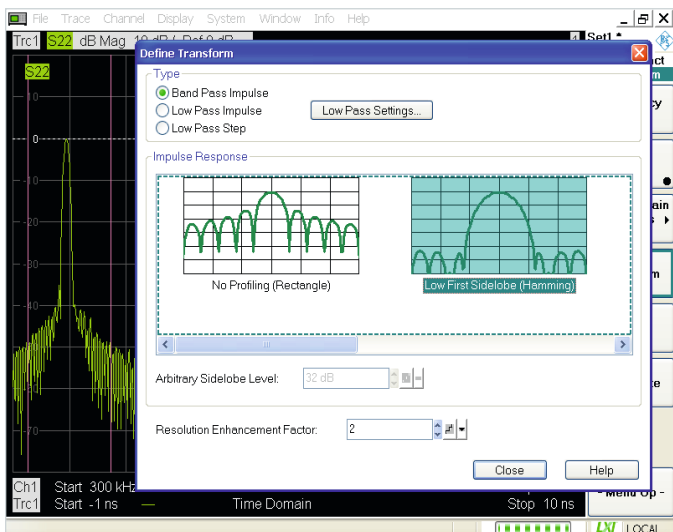 File Trace Channel Display System Window Info Help
Trc1 S22 dB Mag
Set1 *
Define Transform
S22
Type
Band Pass Impulse
Low Pass Impulse
Low Pass Settings...
Low Pass Step
10
0
-10
-20
-30
-40
-70
Impulse Response
No Profiling (Rectangle)
Low First Sidelobe (Hamming)
Arbitrary Sidelobe Level:
32 dB
Resolution Enhancement Factor:
2
Close
Help
Ch1 Start 300 kHz
Trc1 Start -1 ns — Time Domain Stop 10 ns
LXI LOCAL